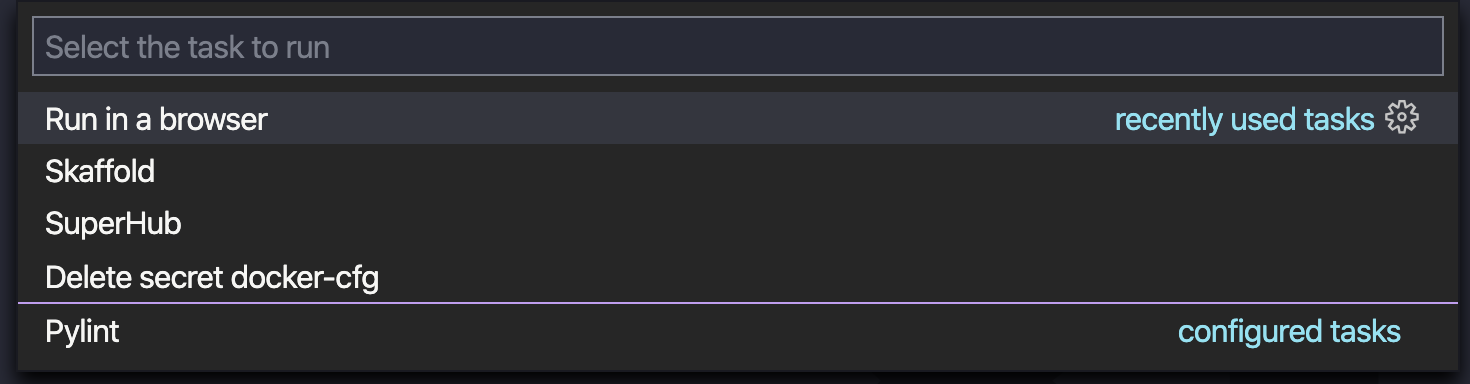 Select the task to run
Run in a browser recently used tasks
Skaffold
SuperHub
Delete secret docker-cfg
Pylint configured tasks